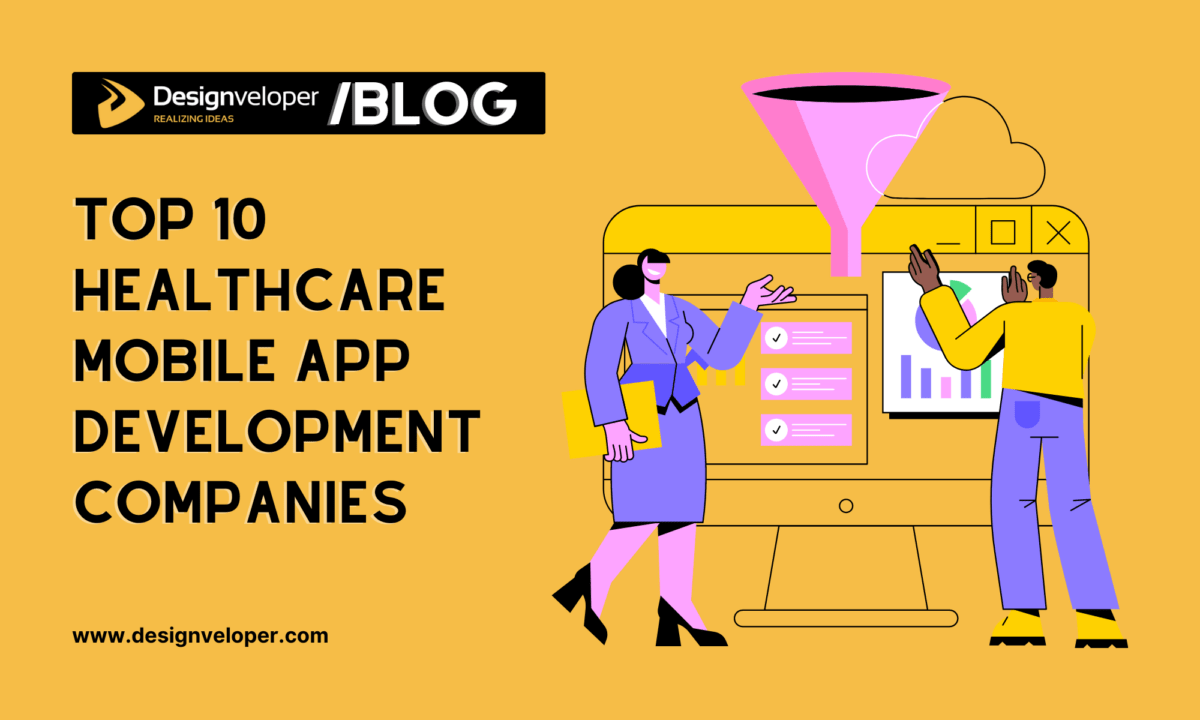 Designveloper /BLOG
REALIZING IDEAS
TOP 10
HEALTHCARE
MOBILE APP
DEVELOPMENT
COMPANIES
www.designveloper.com